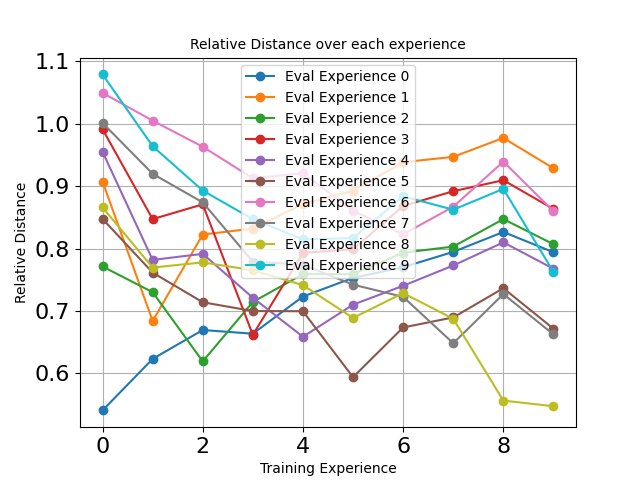 Relative Distance over each experience
1.1
1.0
0.9
0.8
0.7
0.6
Relative Distance
Eval Experience 0
Eval Experience 1
Eval Experience 2
Eval Experience 3
Eval Experience 4
Eval Experience 5
Eval Experience 6
Eval Experience 7
Eval Experience 8
Eval Experience 9
0 2 4 6 8
Training Experience